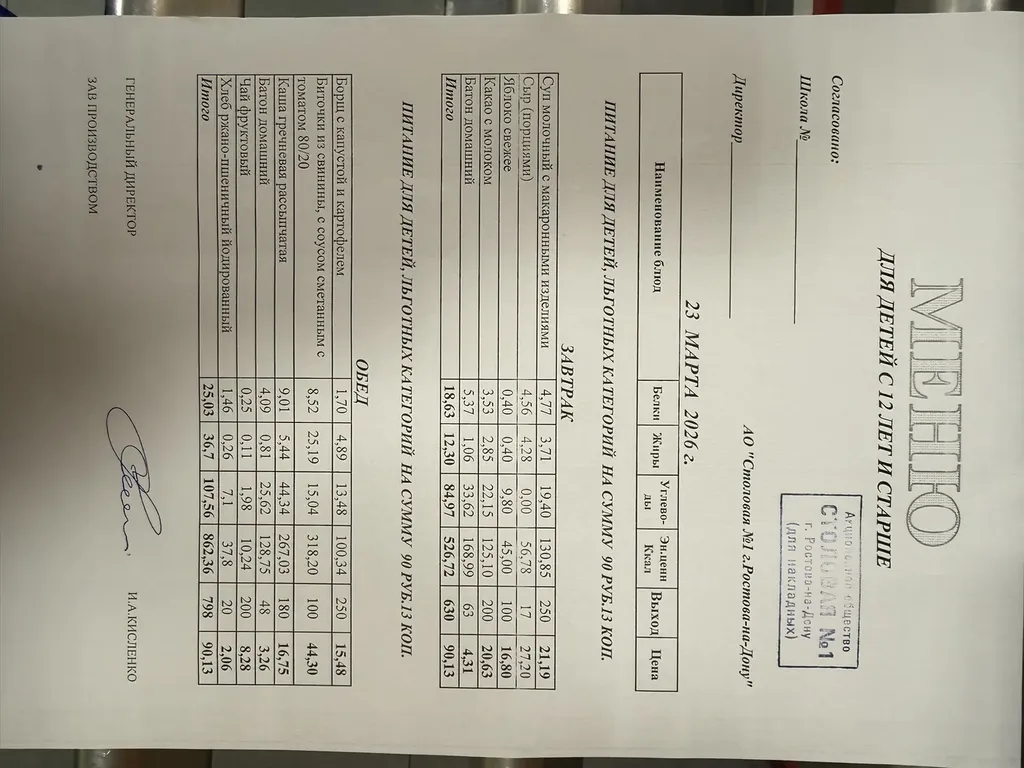 МЕНЮ
ДЛЯ ДЕТЕЙ С 12 ЛЕТ И СТАРШЕ
Согласовано:
Школа №
Директор
Акционерное общество
СТОЛОВАЯ №1
г. Ростова-на-Дону
(для накладных)
АО "Столовая №1 г.Ростова-на-Дону"
23 МАРТА 2026 г.
Наименование блюд Белки Жиры Углево-ды Эн.ценн Ккал Выход Цена
ПИТАНИЕ ДЛЯ ДЕТЕЙ, ЛЬГОТНЫХ КАТЕГОРИЙ НА СУММУ 90 РУБ.13 КОП.
ЗАВТРАК
Суп молочный с макаронными изделиями 4,77 3,71 19,40 130,85 250 21,19
Сыр (порциями) 4,56 4,28 0,00 56,78 17 27,20
Яблоко свежее 0,40 0,40 9,80 45,00 100 16,80
Какао с молоком 3,53 2,85 22,15 125,10 200 20,63
Батон домашний 5,37 1,06 33,62 168,99 63 4,31
Итого 18,63 12,30 84,97 526,72 630 90,13
ПИТАНИЕ ДЛЯ ДЕТЕЙ, ЛЬГОТНЫХ КАТЕГОРИЙ НА СУММУ 90 РУБ.13 КОП.
ОБЕД
Борщ с капустой и картофелем 1,70 4,89 13,48 100,34 250 15,48
Биточки из свинины, с соусом сметанным с
томатом 80/20 8,52 25,19 15,04 318,20 100 44,30
Каша гречневая рассыпчатая 9,01 5,44 44,34 267,03 180 16,75
Батон домашний 4,09 0,81 25,62 128,75 48 3,26
Чай фруктовый 0,25 0,11 1,98 10,24 200 8,28
Хлеб ржано-пшеничный йодированный 1,46 0,26 7,1 37,8 20 2,06
Итого 25,03 36,7 107,56 862,36 798 90,13
ГЕНЕРАЛЬНЫЙ ДИРЕКТОР И.А.КИСЛЕНКО
ЗАВ ПРОИЗВОДСТВОМ